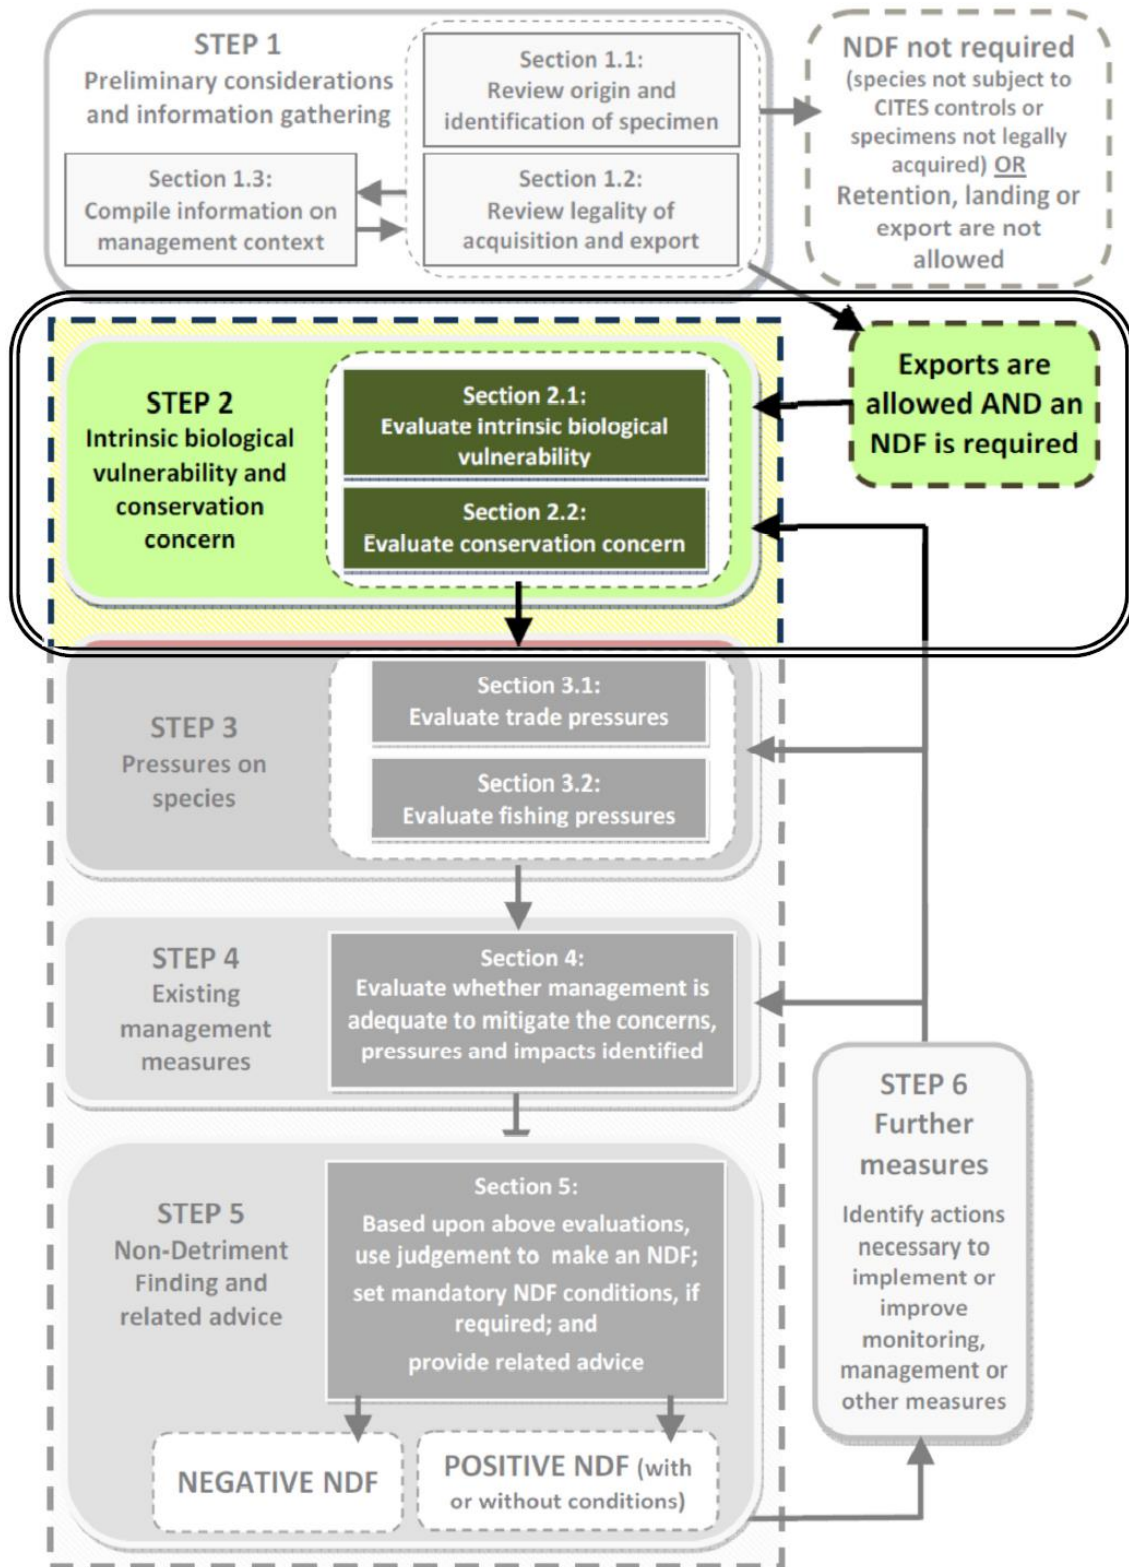 STEP 1
Preliminary considerations
and information gathering
Section 1.1:
Review origin and
identification of specimen
Section 1.3:
Compile information on
management context
Section 1.2:
Review legality of
acquisition and export
NDF not required
(species not subject to
CITES controls or
specimens not legally
acquired) OR
Retention, landing or
export are not
allowed
Exports are
allowed AND an
NDF is required
STEP 2
Intrinsic biological
vulnerability and
conservation
concern
Section 2.1:
Evaluate intrinsic biological
vulnerability
Section 2.2:
Evaluate conservation concern
STEP 3
Pressures on
species
Section 3.1:
Evaluate trade pressures
Section 3.2:
Evaluate fishing pressures
STEP 4
Existing
management
measures
Section 4:
Evaluate whether management is
adequate to mitigate the concerns,
pressures and impacts identified
STEP 5
Non-Detriment
Finding and
related advice
Section 5:
Based upon above evaluations,
use judgement to make an NDF;
set mandatory NDF conditions, if
required; and
provide related advice
NEGATIVE NDF
POSITIVE NDF (with
or without conditions)
STEP 6
Further
measures
Identify actions
necessary to
implement or
improve
monitoring,
management or
other measures